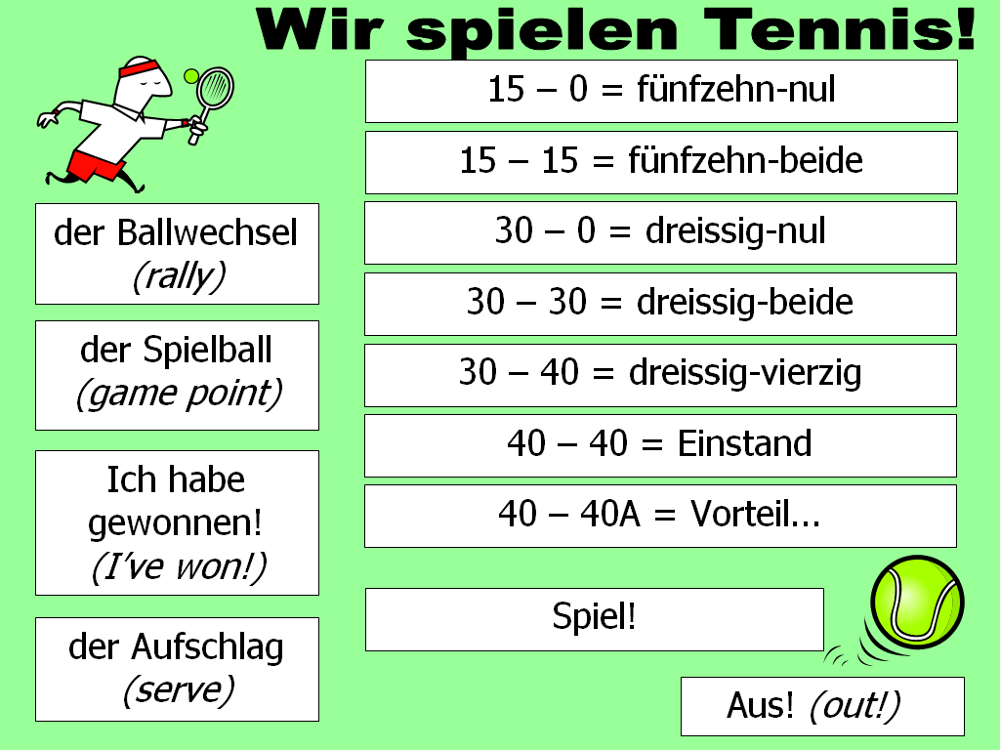 Wir spielen Tennis!
15 – 0 = fünfzehn-nul
15 – 15 = fünfzehn-beide
30 – 0 = dreissig-nul
30 – 30 = dreissig-beide
30 – 40 = dreissig-vierzig
40 – 40 = Einstand
40 – 40A = Vorteil...
Spiel!
Aus! (out!)
der Ballwechsel
(rally)
der Spielball
(game point)
Ich habe
gewonnen!
(I’ve won!)
der Aufschlag
(serve)